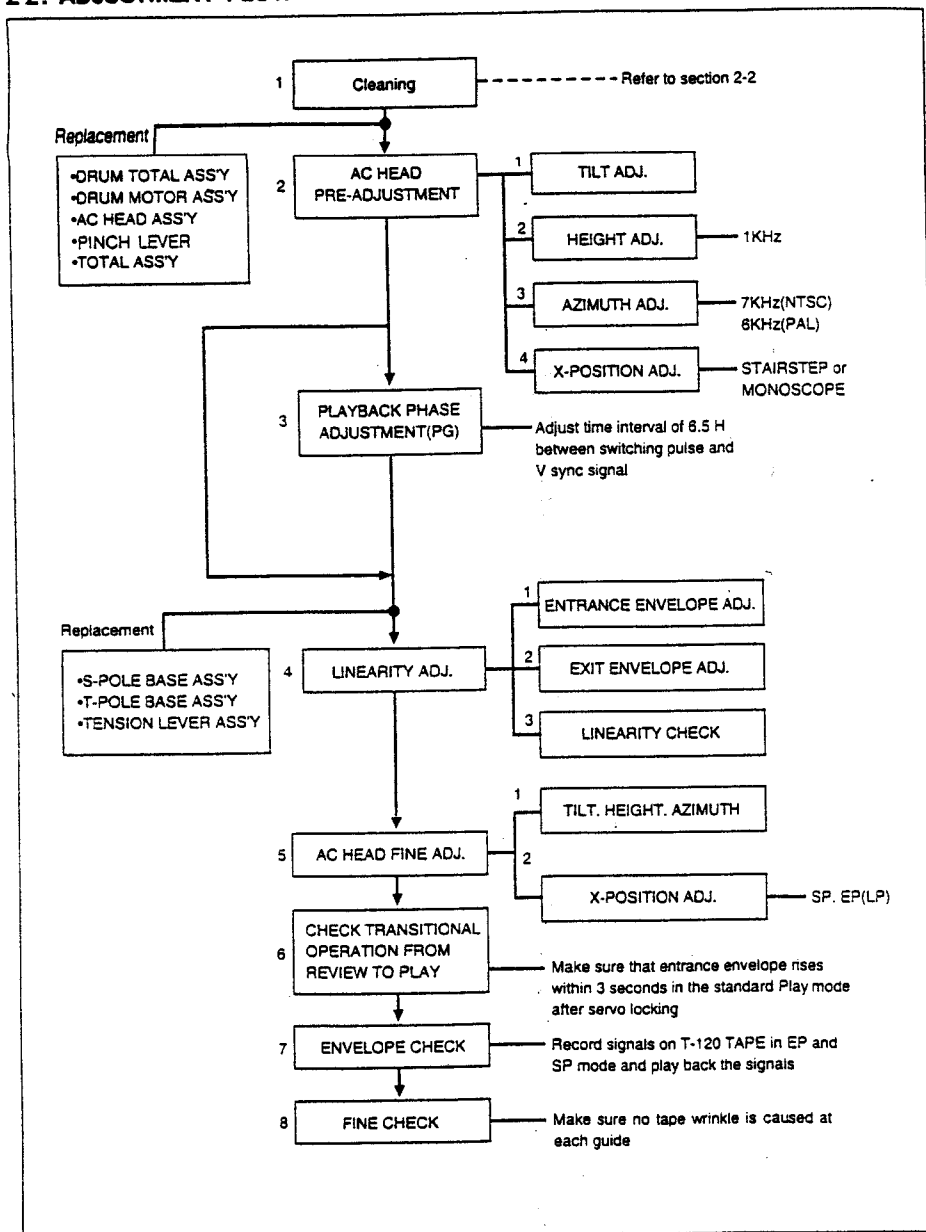 1
Cleaning
Refer to section 2-2
Replacement
•DRUM TOTAL ASS'Y
•DRUM MOTOR ASS'Y
•AC HEAD ASS'Y
•PINCH LEVER
•TOTAL ASS'Y
2
AC HEAD
PRE-ADJUSTMENT
1
TILT ADJ.
2
HEIGHT ADJ.
1KHz
3
AZIMUTH ADJ.
7KHz(NTSC)
6KHz(PAL)
4
X-POSITION ADJ.
STAIRSTEP or
MONOSCOPE
3
PLAYBACK PHASE
ADJUSTMENT(PG)
Adjust time interval of 6.5 H
between switching pulse and
V sync signal
Replacement
•S-POLE BASE ASS'Y
•T-POLE BASE ASS'Y
•TENSION LEVER ASS'Y
4
LINEARITY ADJ.
1
ENTRANCE ENVELOPE ADJ.
2
EXIT ENVELOPE ADJ.
3
LINEARITY CHECK
5
AC HEAD FINE ADJ.
1
TILT. HEIGHT. AZIMUTH
2
X-POSITION ADJ.
SP. EP(LP)
6
CHECK TRANSITIONAL
OPERATION FROM
REVIEW TO PLAY
Make sure that entrance envelope rises
within 3 seconds in the standard Play mode
after servo locking
7
ENVELOPE CHECK
Record signals on T-120 TAPE in EP and
SP mode and play back the signals
8
FINE CHECK
Make sure no tape wrinkle is caused at
each guide